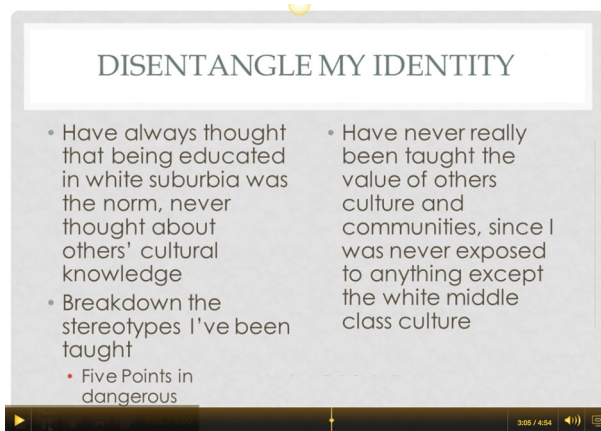 DISENTANGLE MY IDENTITY
• Have always thought
that being educated
in white suburbia was
the norm, never
thought about
others' cultural
knowledge
• Breakdown the
stereotypes I've been
taught
• Five Points in
dangerous
• Have never really
been taught the
value of others
culture and
communities, since I
was never exposed
to anything except
the white middle
class culture
3:05 / 4:54